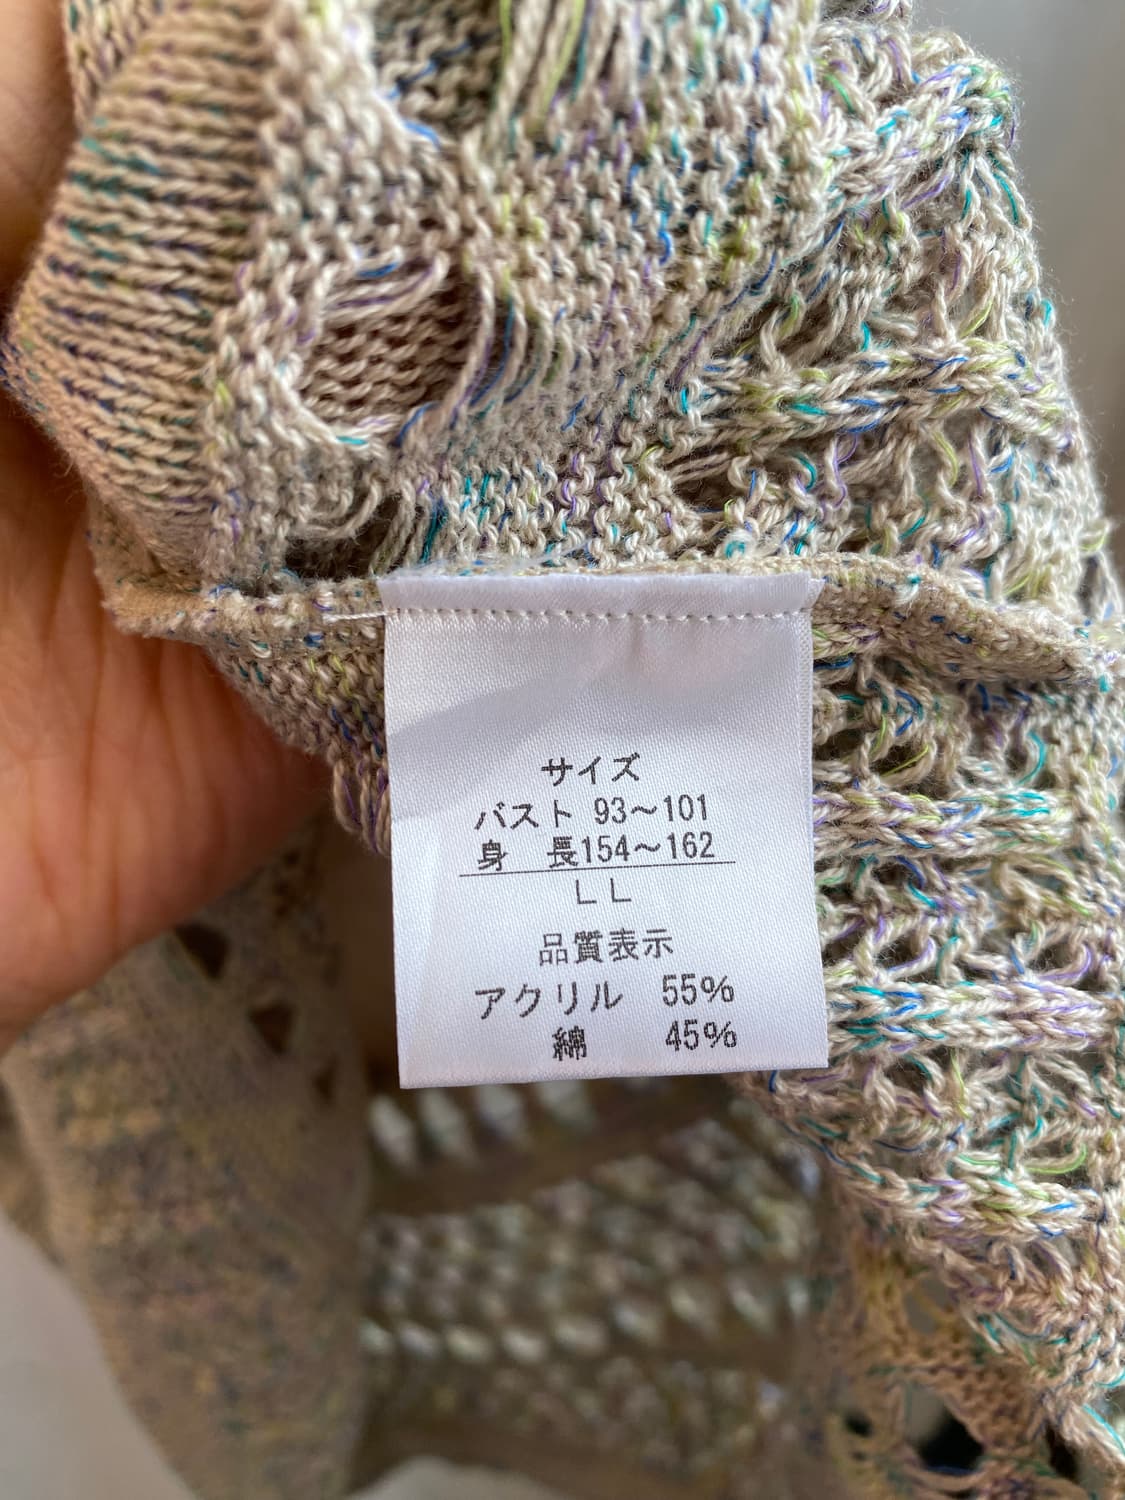 サイズ
バスト 93～101
身 長154～162
LL
品質表示
アクリル 55%
綿 45%